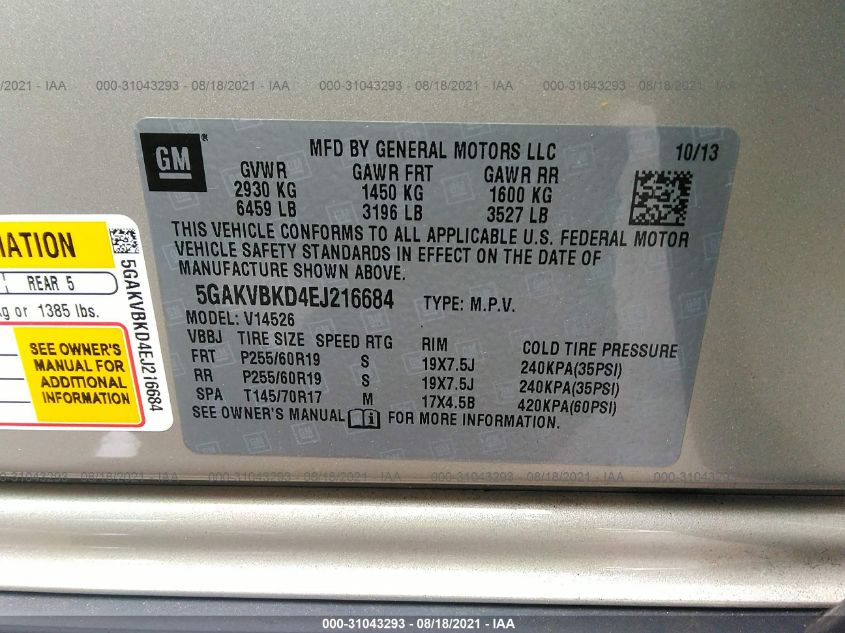 /2021 - IAA 000-31043293 - 08/18/2021 - IAA 000-31043293 - 08/18/2021 - IAA 000-31043293 - 08/18/2021
GM
MFD BY GENERAL MOTORS LLC 10/13
GVWR GAWR FRT GAWR RR
2930 KG 1450 KG 1600 KG
6459 LB 3196 LB 3527 LB
THIS VEHICLE CONFORMS TO ALL APPLICABLE U.S. FEDERAL MOTOR
VEHICLE SAFETY STANDARDS IN EFFECT ON THE DATE OF
MANUFACTURE SHOWN ABOVE.
5GAKVBKD4EJ216684 TYPE: M.P.V.
MODEL: V14526
VBBJ TIRE SIZE SPEED RTG RIM COLD TIRE PRESSURE
FRT P255/60R19 S 19X7.5J 240KPA(35PSI)
RR P255/60R19 S 19X7.5J 240KPA(35PSI)
SPA T145/70R17 M 17X4.5B 420KPA(60PSI)
SEE OWNER'S MANUAL FOR MORE INFORMATION.
MATION
REAR 5
kg or 1385 lbs.
SEE OWNER'S
MANUAL FOR
ADDITIONAL
INFORMATION
5GAKVBKD4EJ216684
000-31043293 - 08/18/2021 - IAA